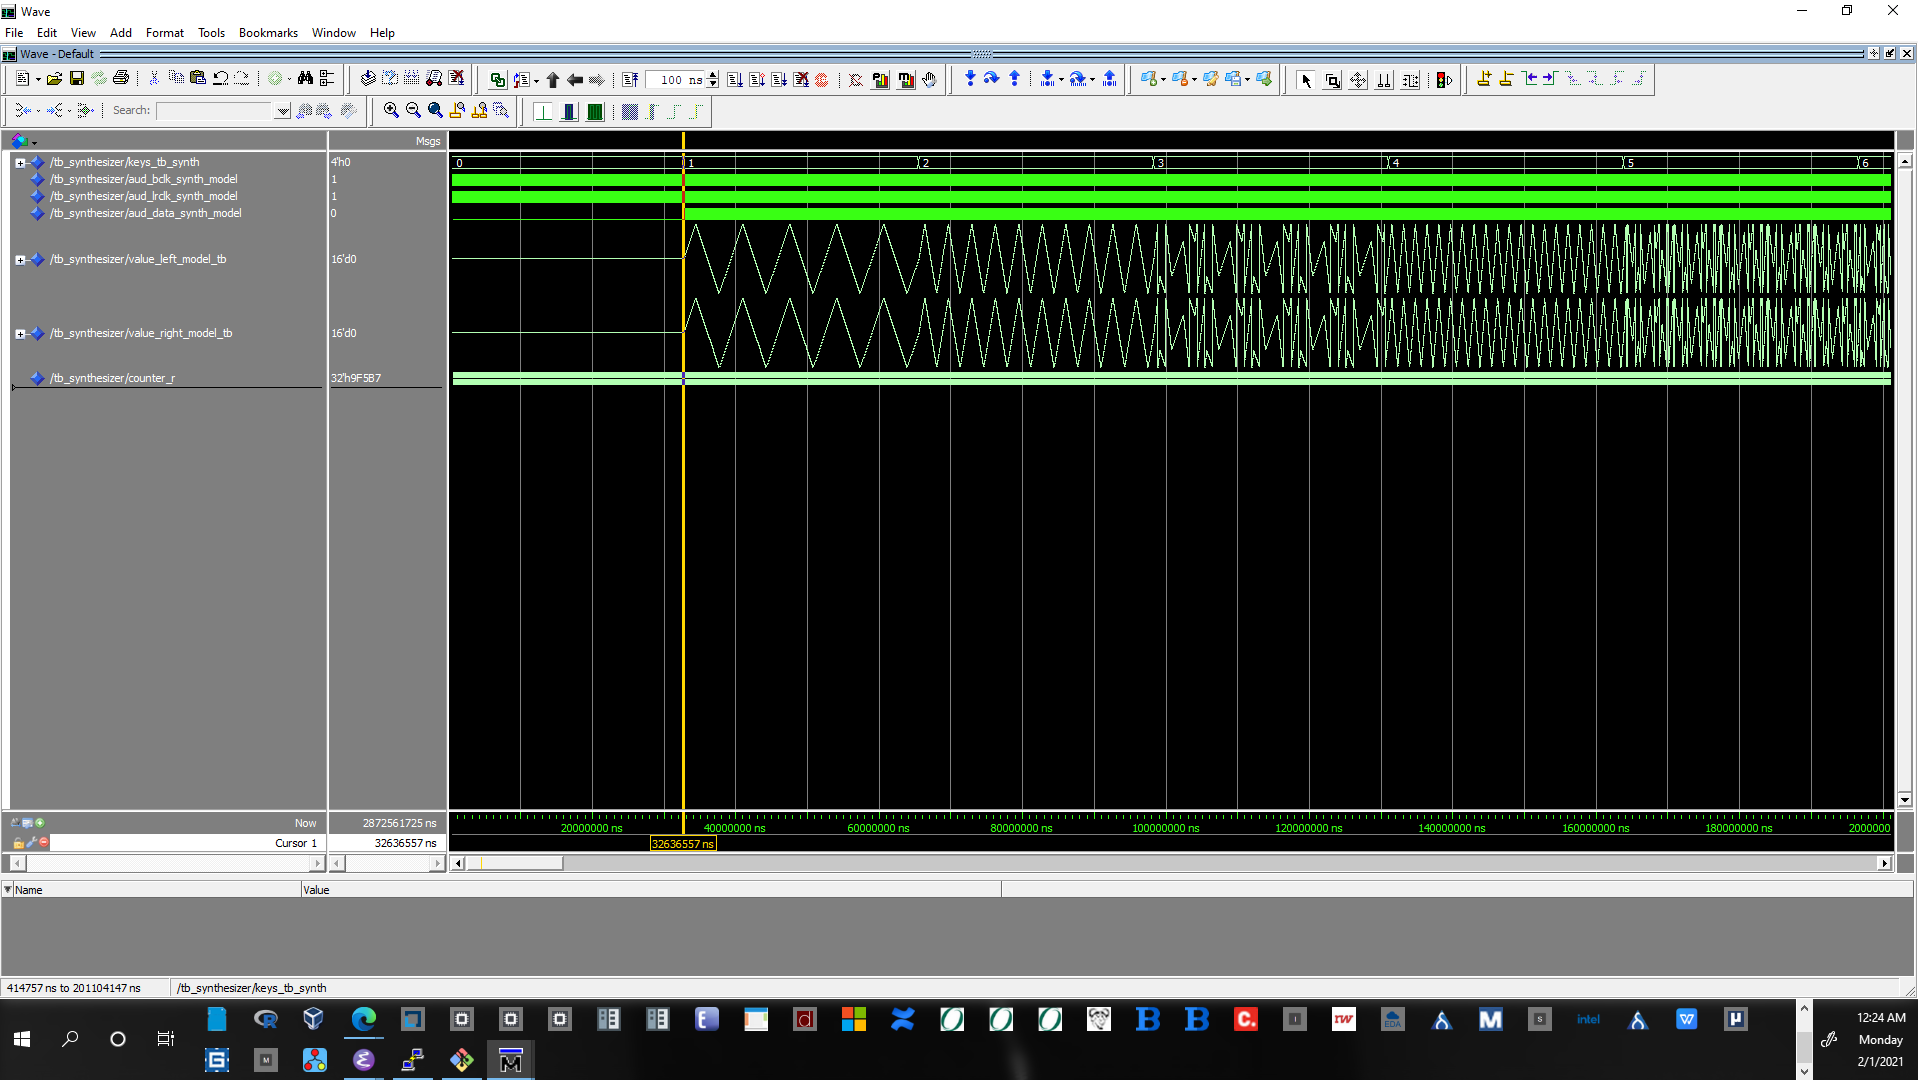 Wave
File Edit View Add Format Tools Bookmarks Window Help
Wave - Default
100 ns
Search:
Msgs
/tb_synthesizer/keys_tb_synth 4'h0 0 1 2 3 4 5 6
/tb_synthesizer/aud_bclk_synth_model 1
/tb_synthesizer/aud_lrclk_synth_model 1
/tb_synthesizer/aud_data_synth_model 0
/tb_synthesizer/value_left_model_tb 16'd0
/tb_synthesizer/value_right_model_tb 16'd0
/tb_synthesizer/counter_r 32'h9F5B7
Now 2872561725 ns 20000000 ns 40000000 ns 60000000 ns 80000000 ns 100000000 ns 120000000 ns 140000000 ns 160000000 ns 180000000 ns 2000000
Cursor 1 32636557 ns 32636557 ns
Name Value
414757 ns to 201104147 ns /tb_synthesizer/keys_tb_synth
12:24 AM
Monday
2/1/2021